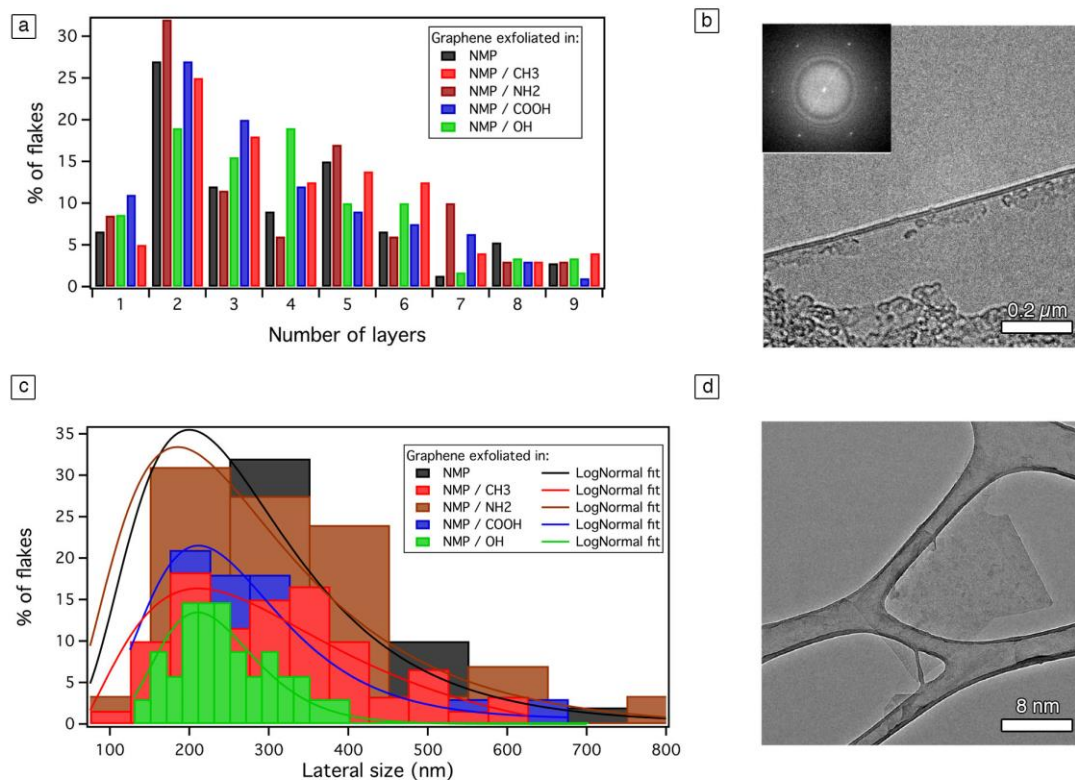 a
30
25
20
15
10
5
0
% of flakes
1 2 3 4 5 6 7 8 9
Number of layers
Graphene exfoliated in:
NMP
NMP / CH3
NMP / NH2
NMP / COOH
NMP / OH
b
0.2 µm
c
35
30
25
20
15
10
5
0
% of flakes
100 200 300 400 500 600 700 800
Lateral size (nm)
Graphene exfoliated in:
NMP LogNormal fit
NMP / CH3 LogNormal fit
NMP / NH2 LogNormal fit
NMP / COOH LogNormal fit
NMP / OH LogNormal fit
d
8 nm